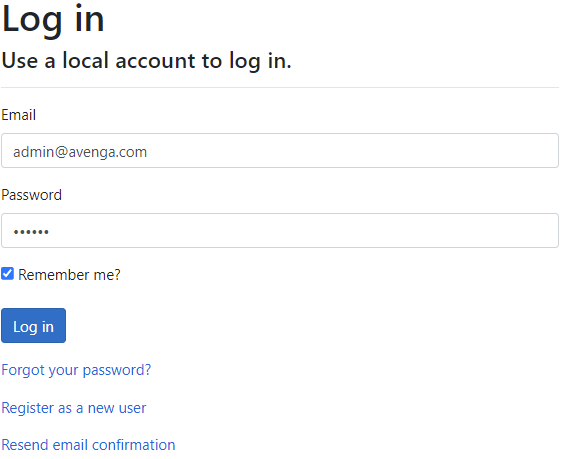 Log in
Use a local account to log in.
Email
admin@avenga.com
Password
••••••
Remember me?
Log in
Forgot your password?
Register as a new user
Resend email confirmation